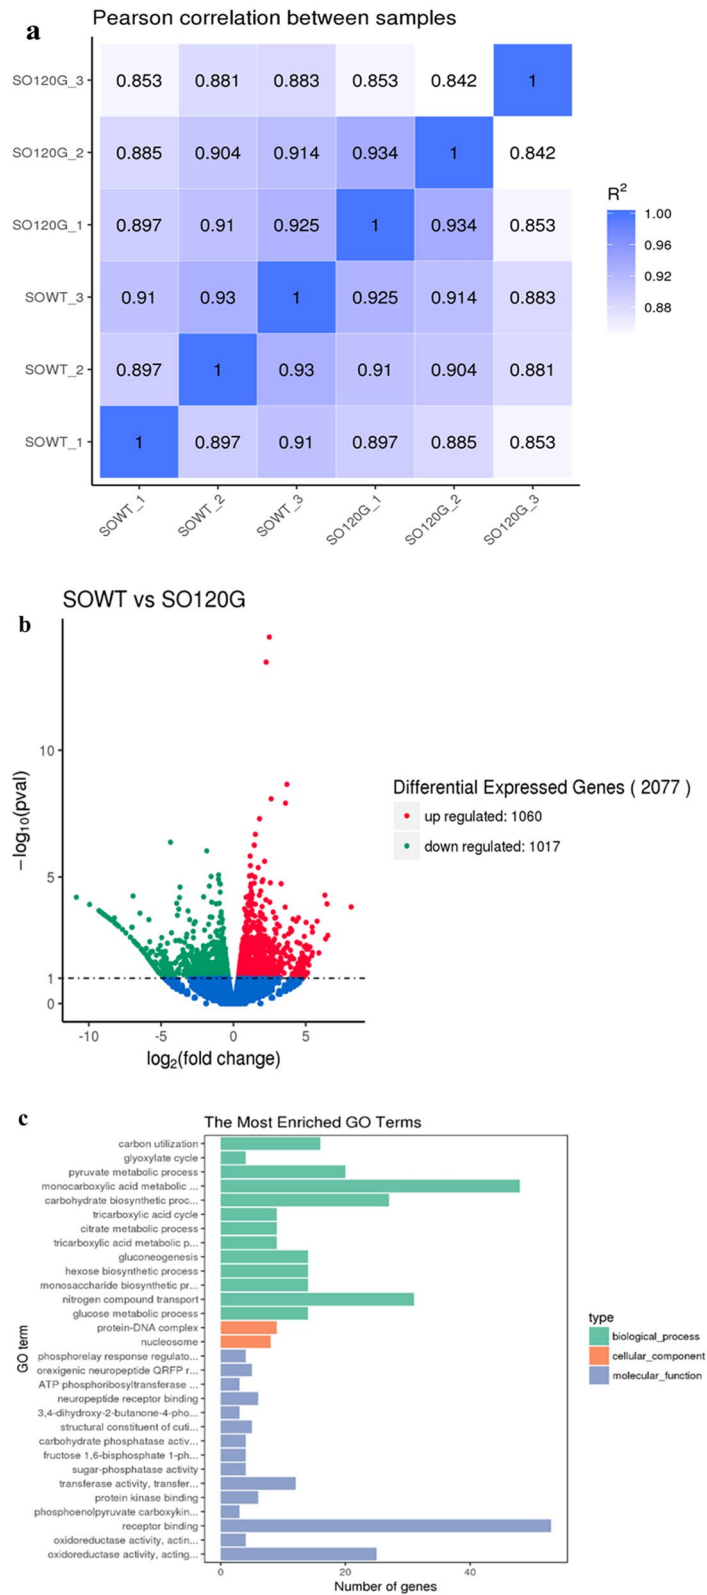 a
Pearson correlation between samples
SO120G_3 0.853 0.881 0.883 0.853 0.842 1
SO120G_2 0.885 0.904 0.914 0.934 1 0.842
SO120G_1 0.897 0.91 0.925 1 0.934 0.853
SOWT_3 0.91 0.93 1 0.925 0.914 0.883
SOWT_2 0.897 1 0.93 0.91 0.904 0.881
SOWT_1 1 0.897 0.91 0.897 0.885 0.853
SOWT_1 SOWT_2 SOWT_3 SO120G_1 SO120G_2 SO120G_3
R²
1.00
0.96
0.92
0.88
b
SOWT vs SO120G
−log₁₀(pval)
10
5
1
0
-10 -5 0 5
log₂(fold change)
Differential Expressed Genes ( 2077 )
up regulated: 1060
down regulated: 1017
c
The Most Enriched GO Terms
GO term
carbon utilization
glyoxylate cycle
pyruvate metabolic process
monocarboxylic acid metabolic ...
carbohydrate biosynthetic proc...
tricarboxylic acid cycle
citrate metabolic process
tricarboxylic acid metabolic p...
gluconeogenesis
hexose biosynthetic process
monosaccharide biosynthetic pr...
nitrogen compound transport
glucose metabolic process
protein-DNA complex
nucleosome
phosphorelay response regulato...
orexigenic neuropeptide QRFP r...
ATP phosphoribosyltransferase ...
neuropeptide receptor binding
3,4-dihydroxy-2-butanone-4-pho...
structural constituent of cuti...
carbohydrate phosphatase activ...
fructose 1,6-bisphosphate 1-ph...
sugar-phosphatase activity
transferase activity, transfer...
protein kinase binding
phosphoenolpyruvate carboxykin...
receptor binding
oxidoreductase activity, actin...
oxidoreductase activity, acting...
0 20 40
Number of genes
type
biological_process
cellular_component
molecular_function